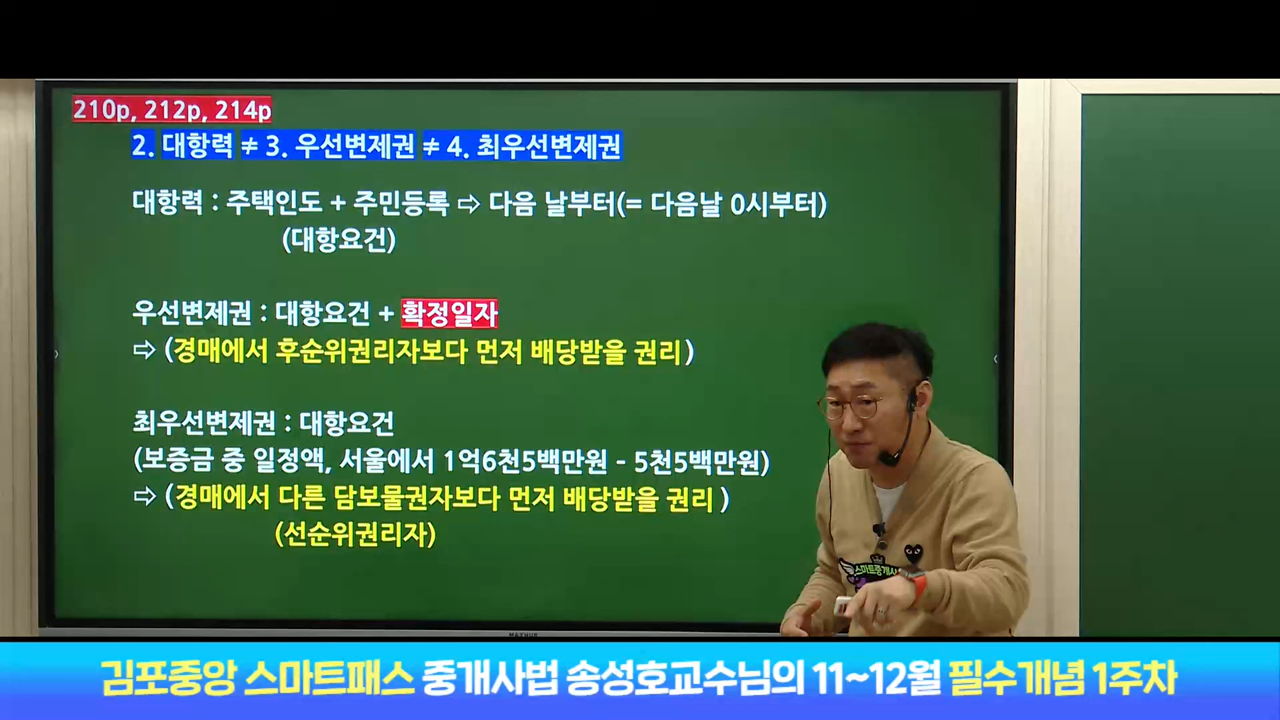 210p, 212p, 214p
2. 대항력 ≠ 3. 우선변제권 ≠ 4. 최우선변제권
대항력 : 주택인도 + 주민등록 ⇨ 다음 날부터(= 다음날 0시부터)
(대항요건)
우선변제권 : 대항요건 + 확정일자
⇨ (경매에서 후순위권리자보다 먼저 배당받을 권리)
최우선변제권 : 대항요건
(보증금 중 일정액, 서울에서 1억6천5백만원 - 5천5백만원)
⇨ (경매에서 다른 담보물권자보다 먼저 배당받을 권리 )
(선순위권리자)
스마트중개사
김포중앙 스마트패스 중개사법 송성호교수님의 11~12월 필수개념 1주차